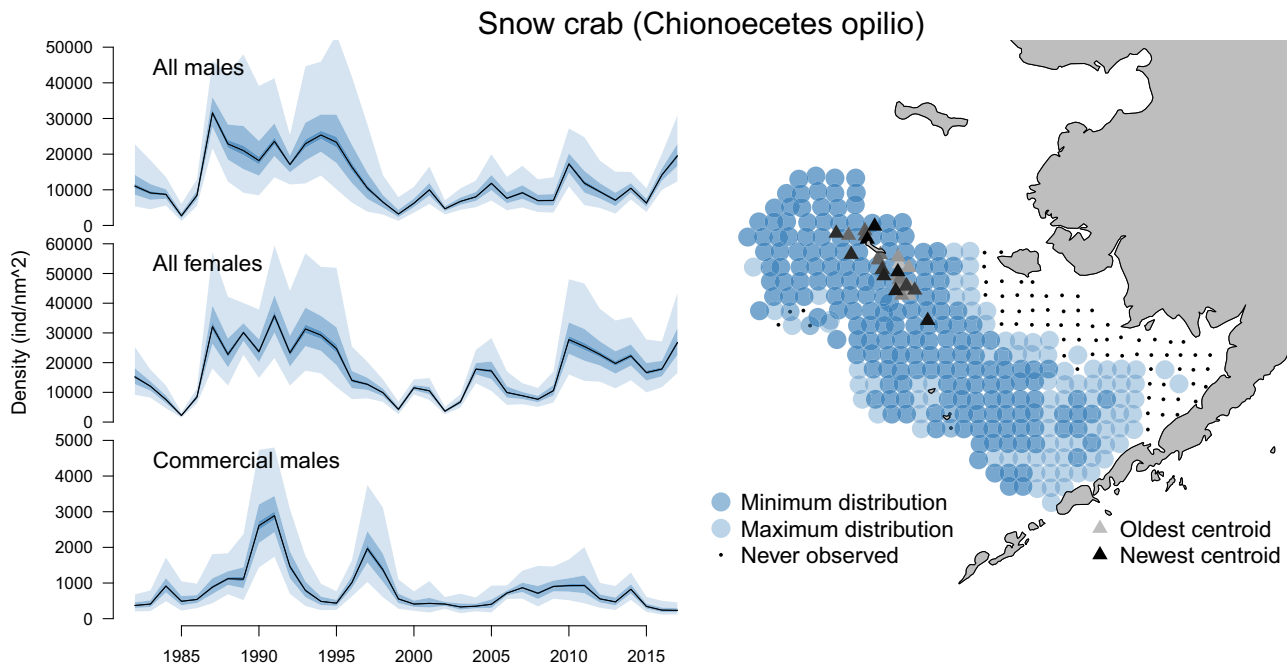 Snow crab (Chionoecetes opilio)
Density (ind/nm^2)
All males
50000
40000
30000
20000
10000
0
All females
60000
50000
40000
30000
20000
10000
0
Commercial males
5000
4000
3000
2000
1000
0
1985 1990 1995 2000 2005 2010 2015
Minimum distribution
Maximum distribution
Never observed
Oldest centroid
Newest centroid